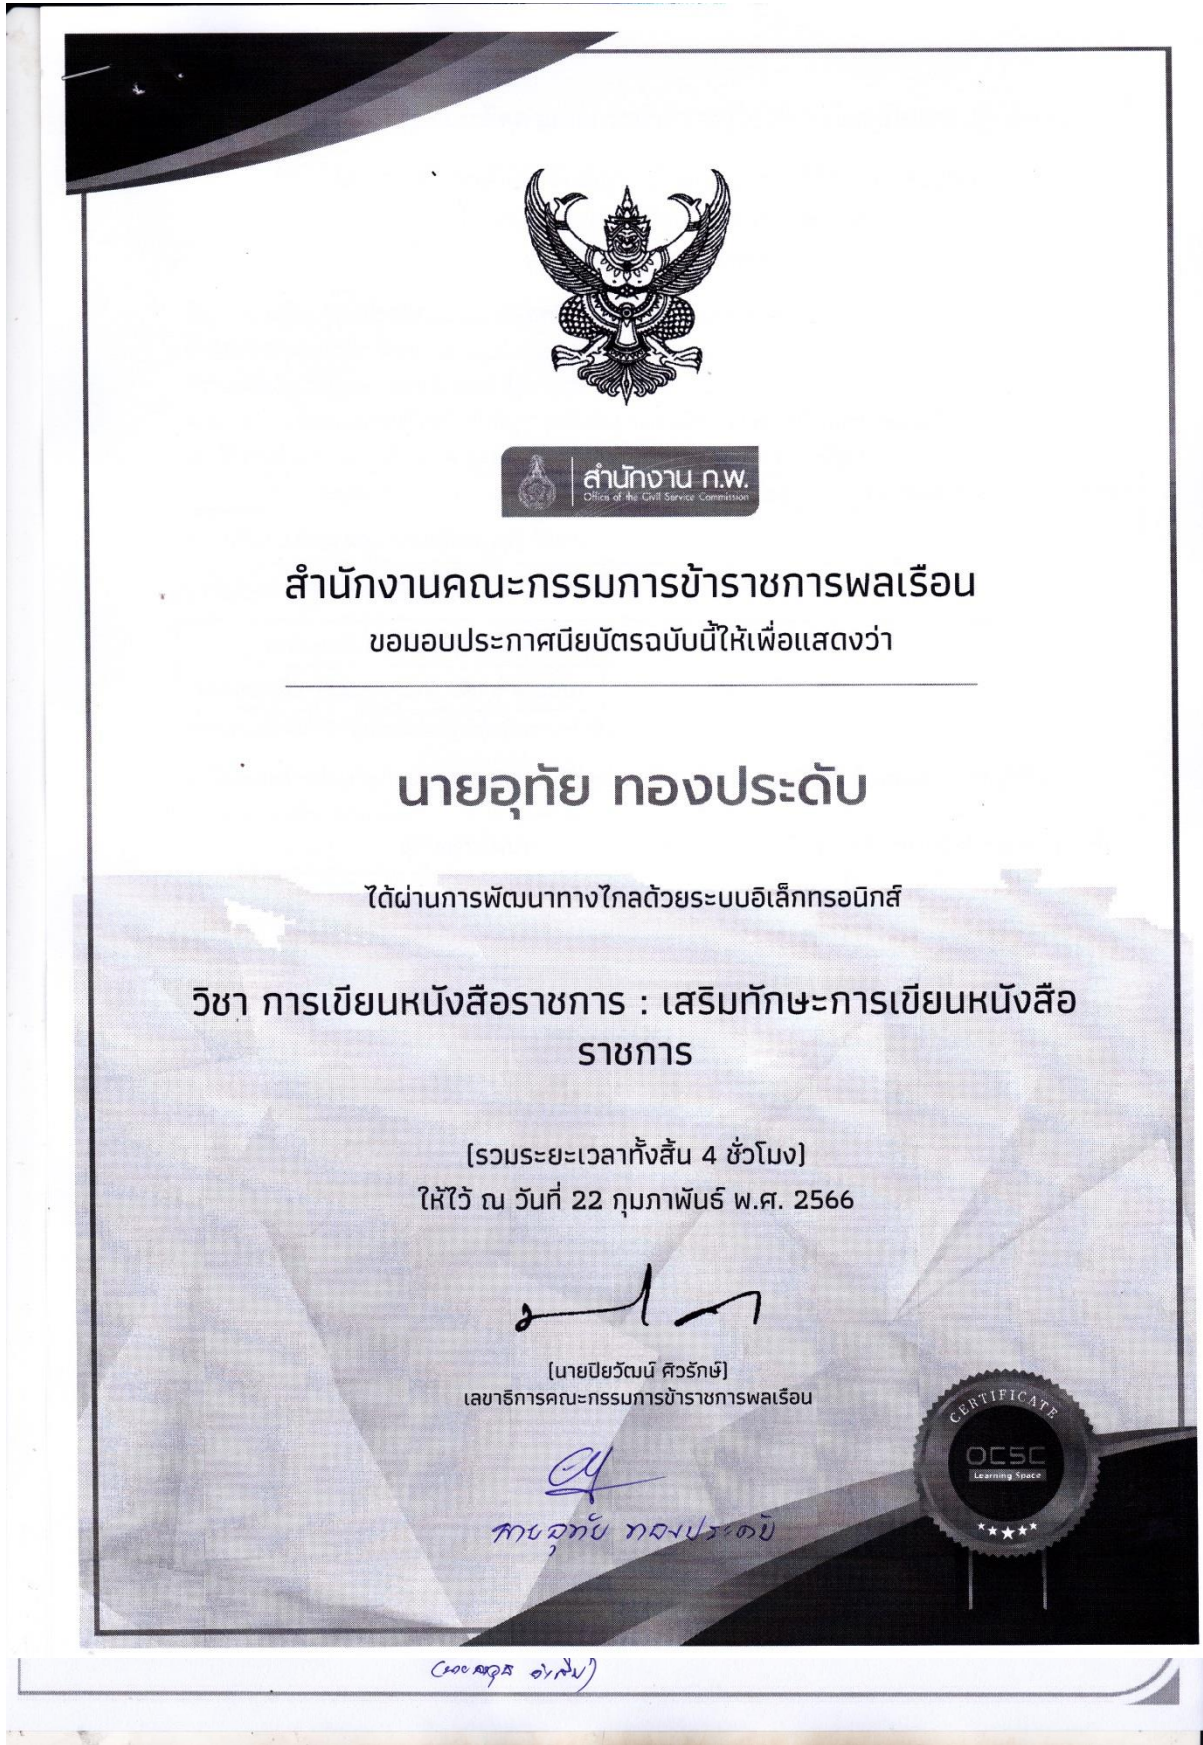 สำนักงาน ก.พ.
Office of the Civil Service Commission
สำนักงานคณะกรรมการข้าราชการพลเรือน
ขอมอบประกาศนียบัตรฉบับนี้ให้เพื่อแสดงว่า
นายอุทัย ทองประดับ
ได้ผ่านการพัฒนาทางไกลด้วยระบบอิเล็กทรอนิกส์
วิชา การเขียนหนังสือราชการ : เสริมทักษะการเขียนหนังสือ
ราชการ
(รวมระยะเวลาทั้งสิ้น 4 ชั่วโมง)
ให้ไว้ ณ วันที่ 22 กุมภาพันธ์ พ.ศ. 2566
(นายปิยวัฒน์ ศิวรักษ์)
เลขาธิการคณะกรรมการข้าราชการพลเรือน
CERTIFICATE
OCSC
Learning Space
นายอุทัย ทองประดับ